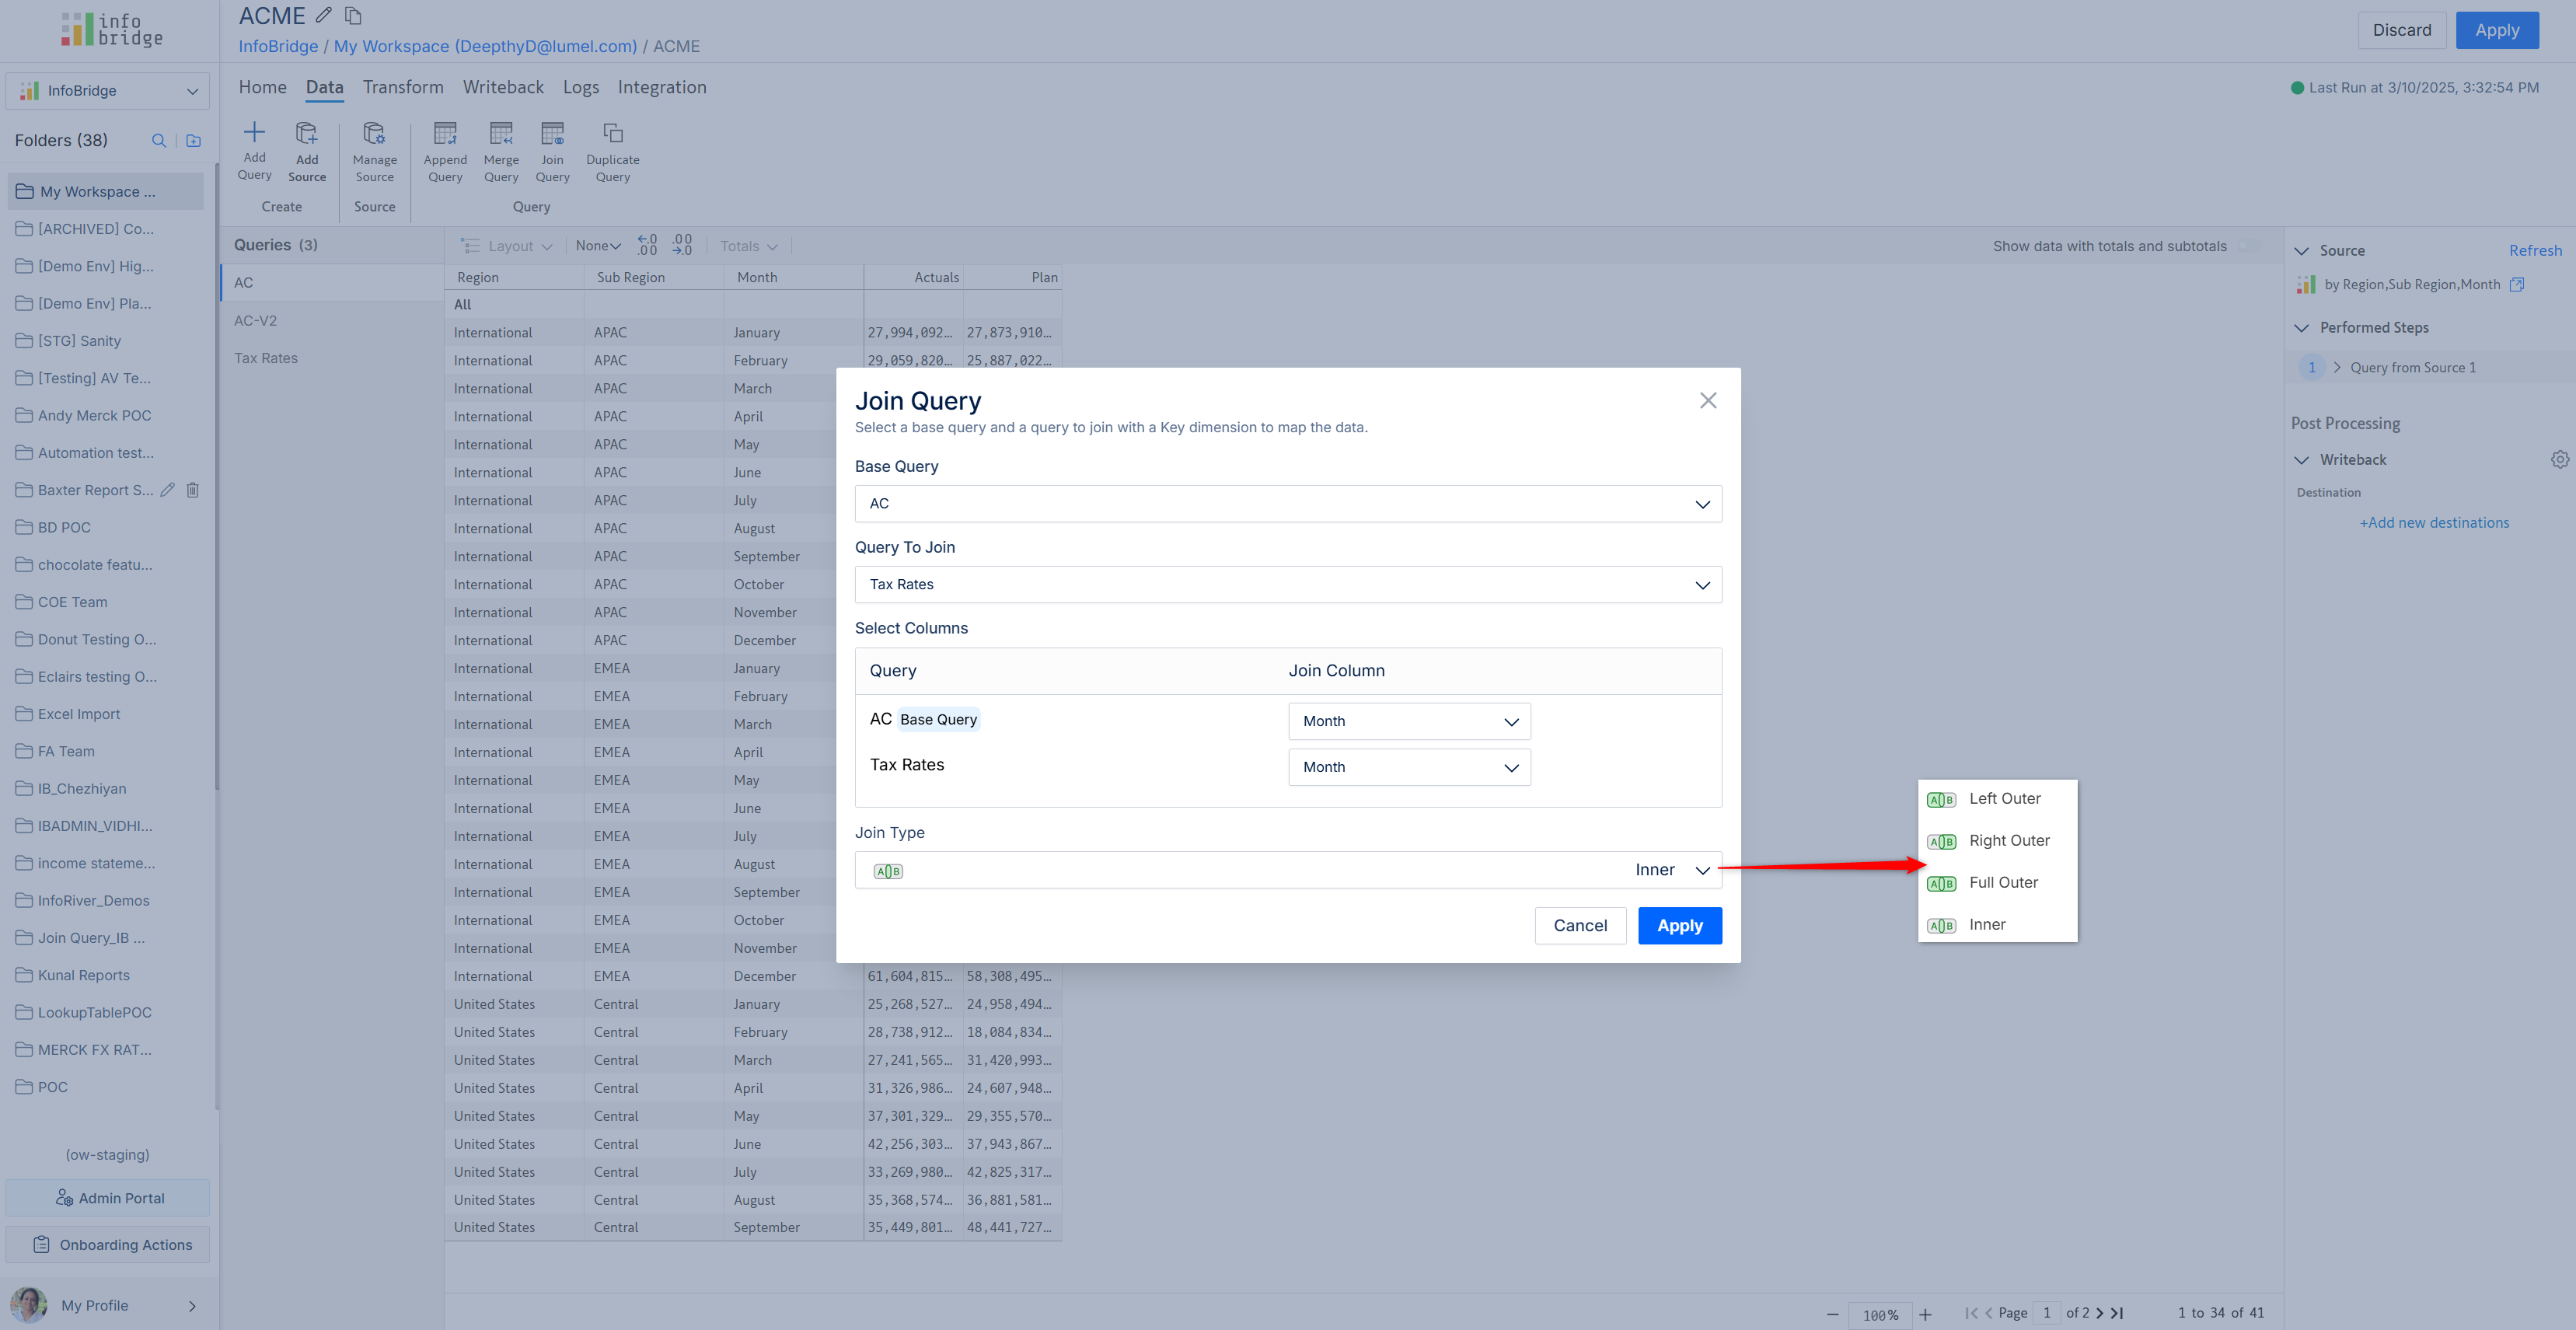 info
bridge
ACME
InfoBridge / My Workspace (DeepthyD@lumel.com) / ACME
Discard
Apply
InfoBridge
Home Data Transform Writeback Logs Integration
Last Run at 3/10/2025, 3:32:54 PM
Folders (38)
Add
Query
Add
Source
Manage
Source
Append
Query
Merge
Query
Join
Query
Duplicate
Query
Create
Source
Query
My Workspace ...
[ARCHIVED] Co...
[Demo Env] Hig...
[Demo Env] Pla...
[STG] Sanity
[Testing] AV Te...
Andy Merck POC
Automation test...
Baxter Report S...
BD POC
chocolate featu...
COE Team
Donut Testing O...
Eclairs testing O...
Excel Import
FA Team
IB_Chezhiyan
IBADMIN_VIDHI...
income stateme...
InfoRiver_Demos
Join Query_IB ...
Kunal Reports
LookupTablePOC
MERCK FX RAT...
POC
(ow-staging)
Admin Portal
Onboarding Actions
My Profile
Queries (3)
AC
AC-V2
Tax Rates
Layout None .0 .00 .00 .0 Totals
Show data with totals and subtotals
Region Sub Region Month Actuals Plan
All
International APAC January 27,994,092... 27,873,910...
International APAC February 29,059,820... 25,887,022...
International APAC March
International APAC April
International APAC May
International APAC June
International APAC July
International APAC August
International APAC September
International APAC October
International APAC November
International APAC December
International EMEA January
International EMEA February
International EMEA March
International EMEA April
International EMEA May
International EMEA June
International EMEA July
International EMEA August
International EMEA September
International EMEA October
International EMEA November
International EMEA December 61,604,815... 58,308,495...
United States Central January 25,268,527... 24,958,494...
United States Central February 28,738,912... 18,084,834...
United States Central March 27,241,565... 31,420,993...
United States Central April 31,326,986... 24,607,948...
United States Central May 37,301,329... 29,355,570...
United States Central June 42,256,303... 37,943,867...
United States Central July 33,269,980... 42,825,317...
United States Central August 35,368,574... 36,881,581...
United States Central September 35,449,801... 48,441,727...
Join Query
Select a base query and a query to join with a Key dimension to map the data.
Base Query
AC
Query To Join
Tax Rates
Select Columns
Query Join Column
AC Base Query Month
Tax Rates Month
Join Type
A B Inner
Cancel Apply
A B Left Outer
A B Right Outer
A B Full Outer
A B Inner
Source Refresh
by Region,Sub Region,Month
Performed Steps
1 Query from Source 1
Post Processing
Writeback
Destination
+Add new destinations
100% Page 1 of 2 1 to 34 of 41